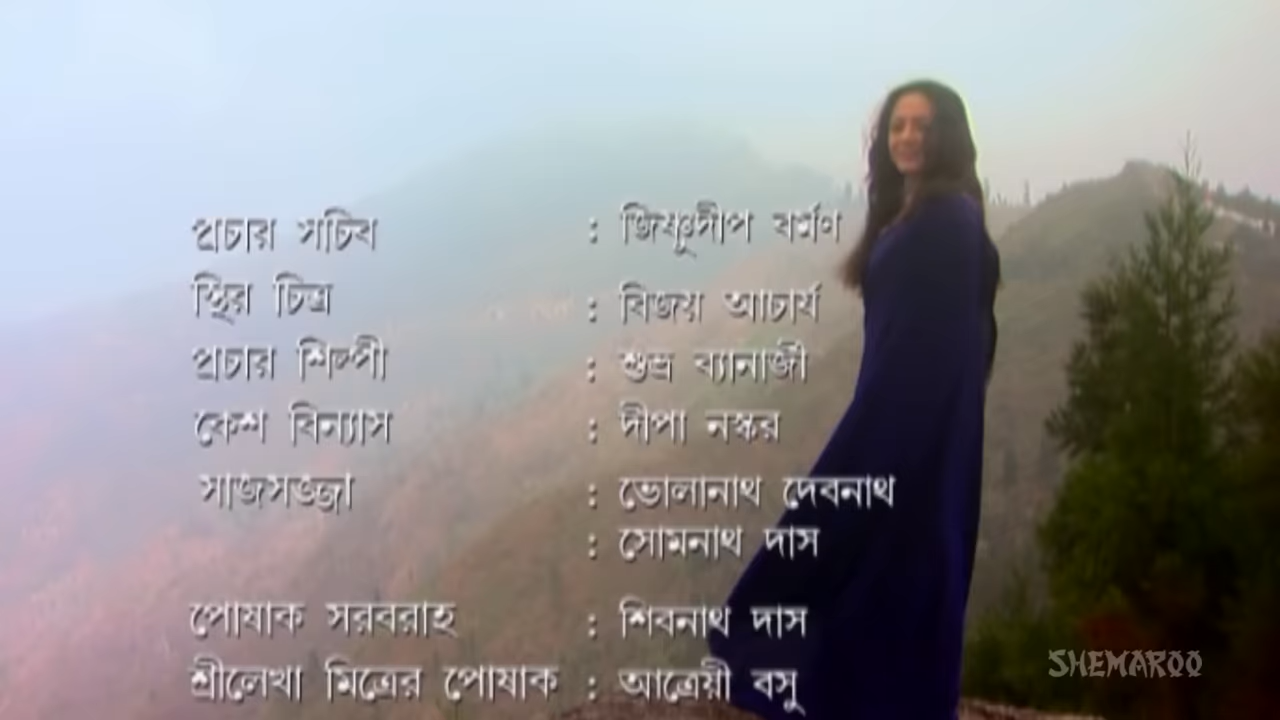 প্রচার সচিব : জিষ্ণুদীপ বর্মণ
স্থির চিত্র : বিজয় আচার্য
প্রচার শিল্পী : শুভ্র ব্যানার্জী
কেশ বিন্যাস : দীপা নস্কর
সাজসজ্জা : ভোলানাথ দেবনাথ
: সোমনাথ দাস
পোষাক সরবরাহ : শিবনাথ দাস
শ্রীলেখা মিত্রের পোষাক : আত্রেয়ী বসু
SHEMAROO